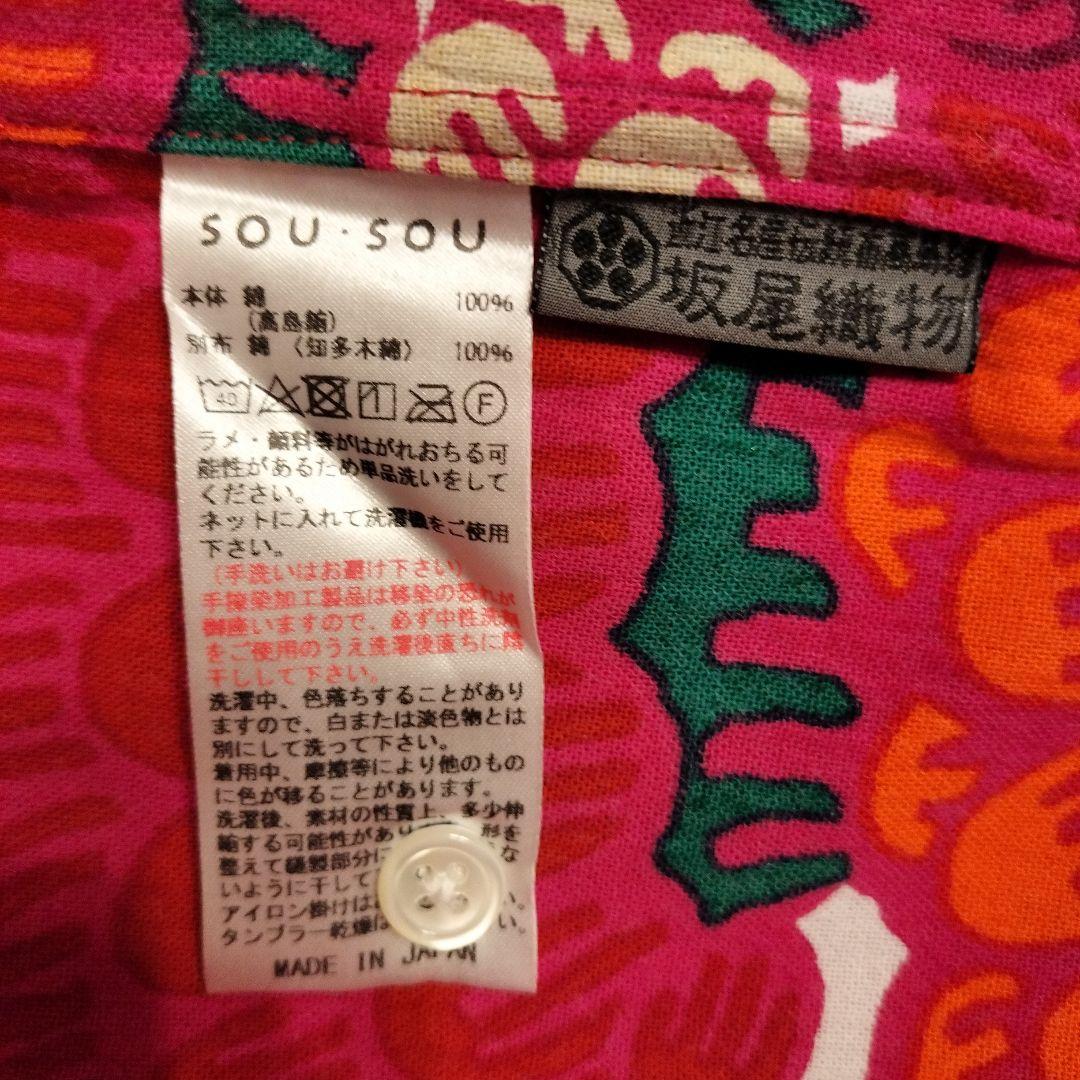 SOU・SOU
本体 綿 100%
(高島縮)
別布 綿 (知多木綿) 100%
40
F
ラメ・顔料等がはがれおちる可
能性があるため単品洗いをして
ください。
ネットに入れて洗濯機をご使用
下さい。
(手洗いはお避け下さい)
手捺染加工製品は移染の恐れが
御座いますので、必ず中性洗剤
をご使用のうえ洗濯後直ちに陰
干しして下さい。
洗濯中、色落ちすることがあり
ますので、白または淡色物とは
別にして洗って下さい。
着用中、摩擦等により他のもの
に色が移ることがあります。
洗濯後、素材の性質上、多少伸
縮する可能性があり 形を
整えて縫製部分に な
いように干して
アイロン掛けは い。
タンブラー乾燥は い。
MADE IN JAPAN
坂尾織物